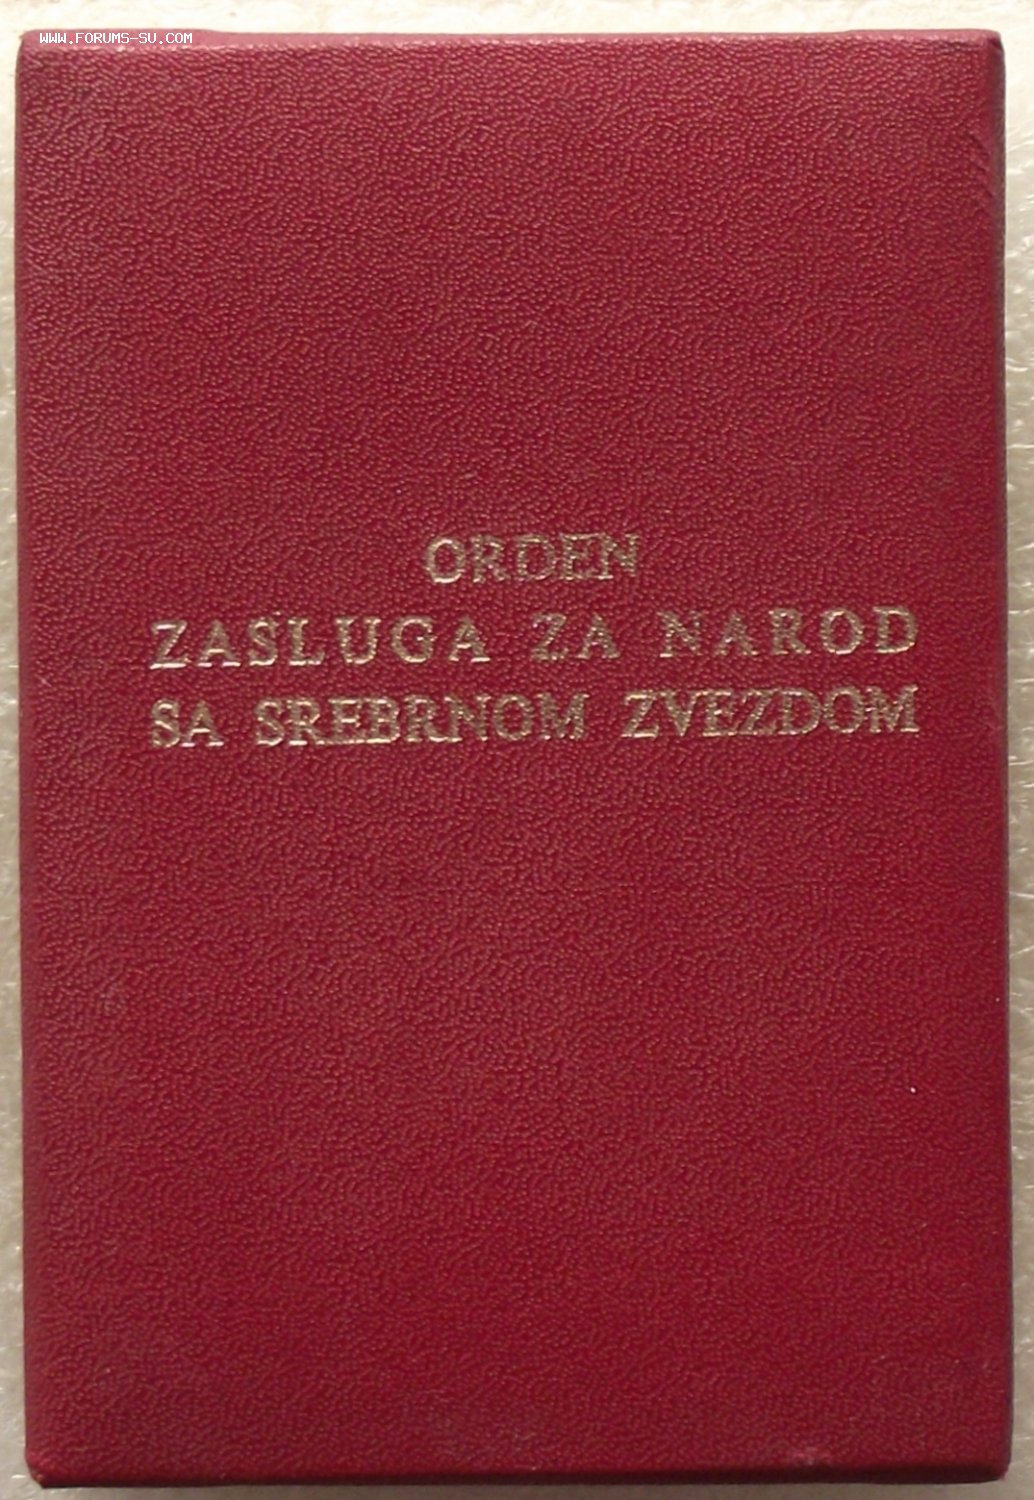 WWW.FORUMS-SU.COM
ORDEN
ZASLUGA ZA NAROD
SA SREBRNOM ZVEZDOM